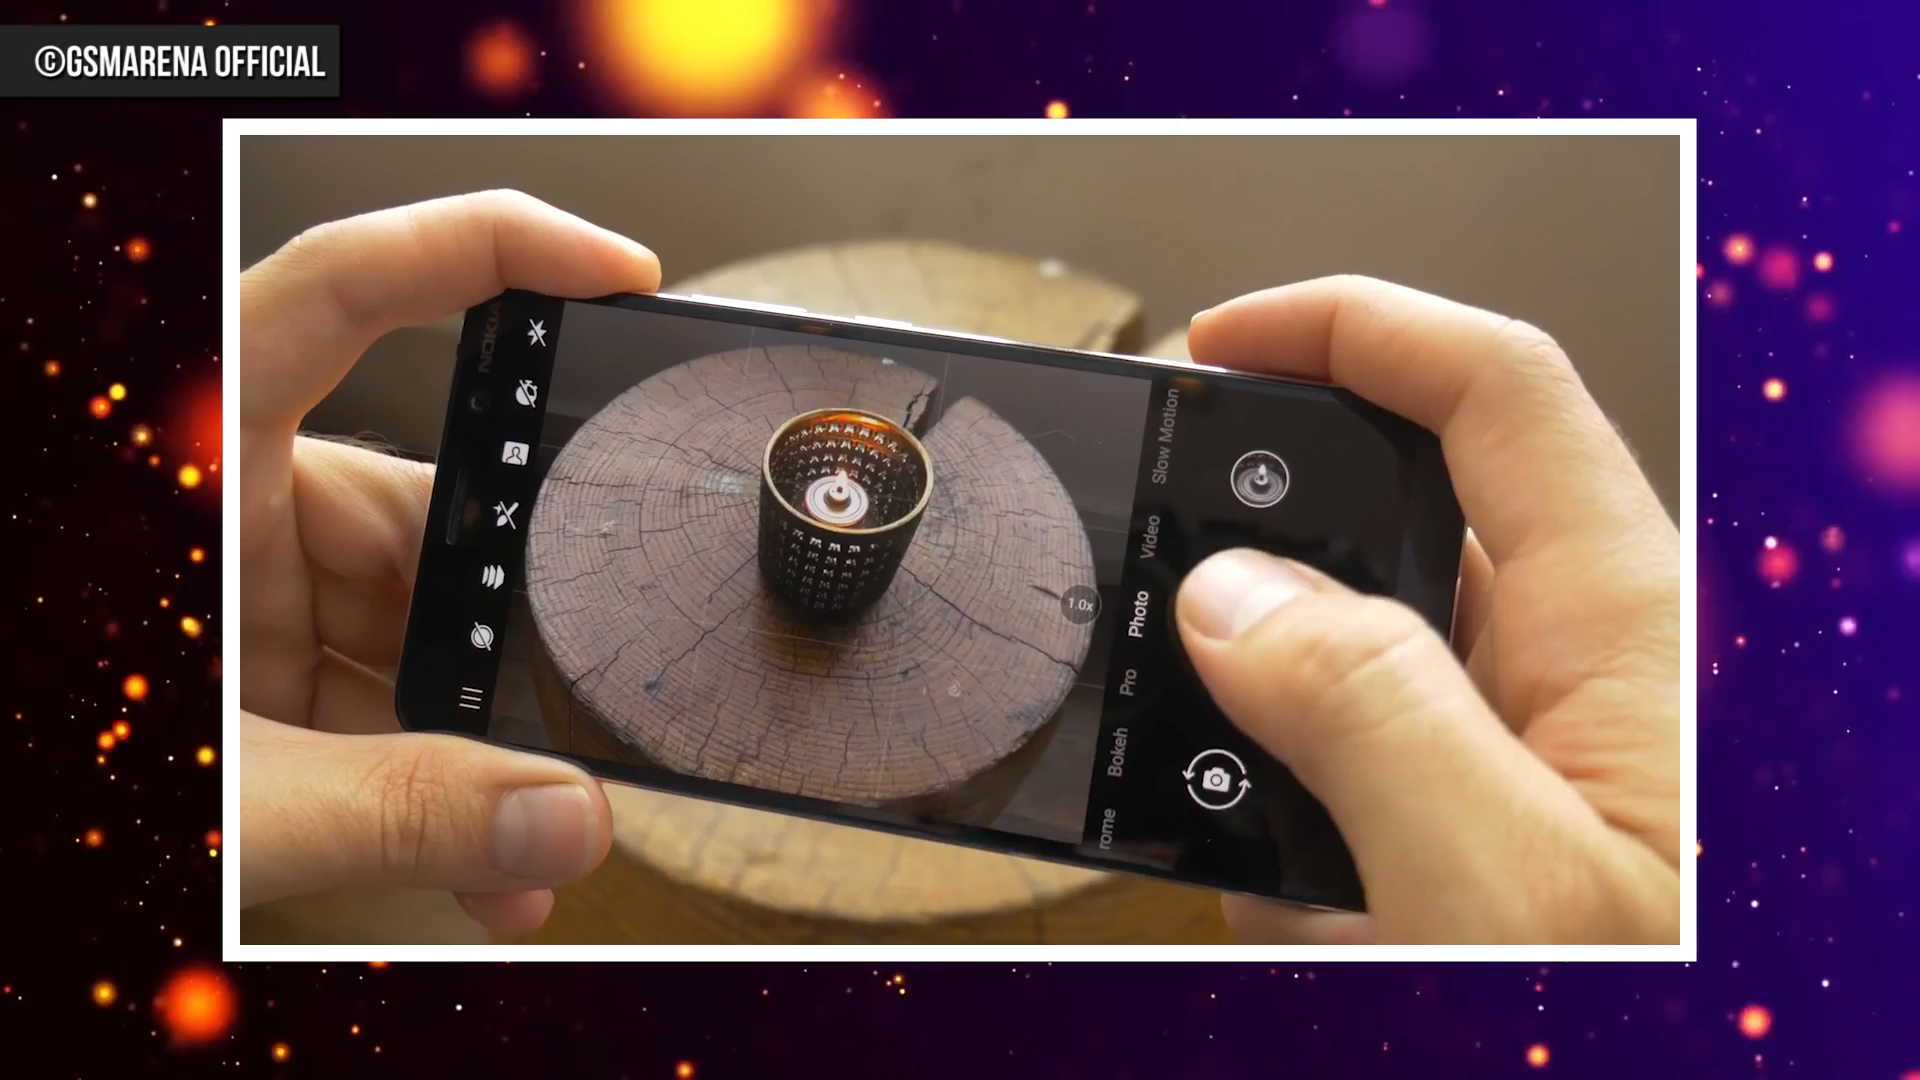 ©GSMARENA OFFICIAL
NOKIA
Slow Motion
Video
Photo
Pro
Bokeh
rome
1.0x